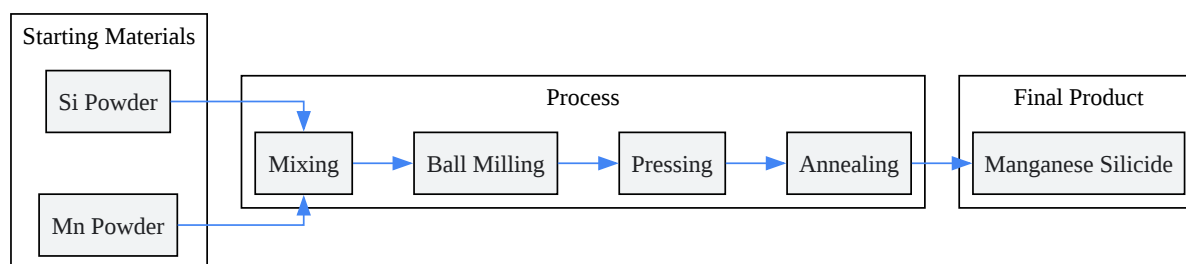 Starting Materials
Si Powder
Mn Powder
Process
Mixing
Ball Milling
Pressing
Annealing
Final Product
Manganese Silicide